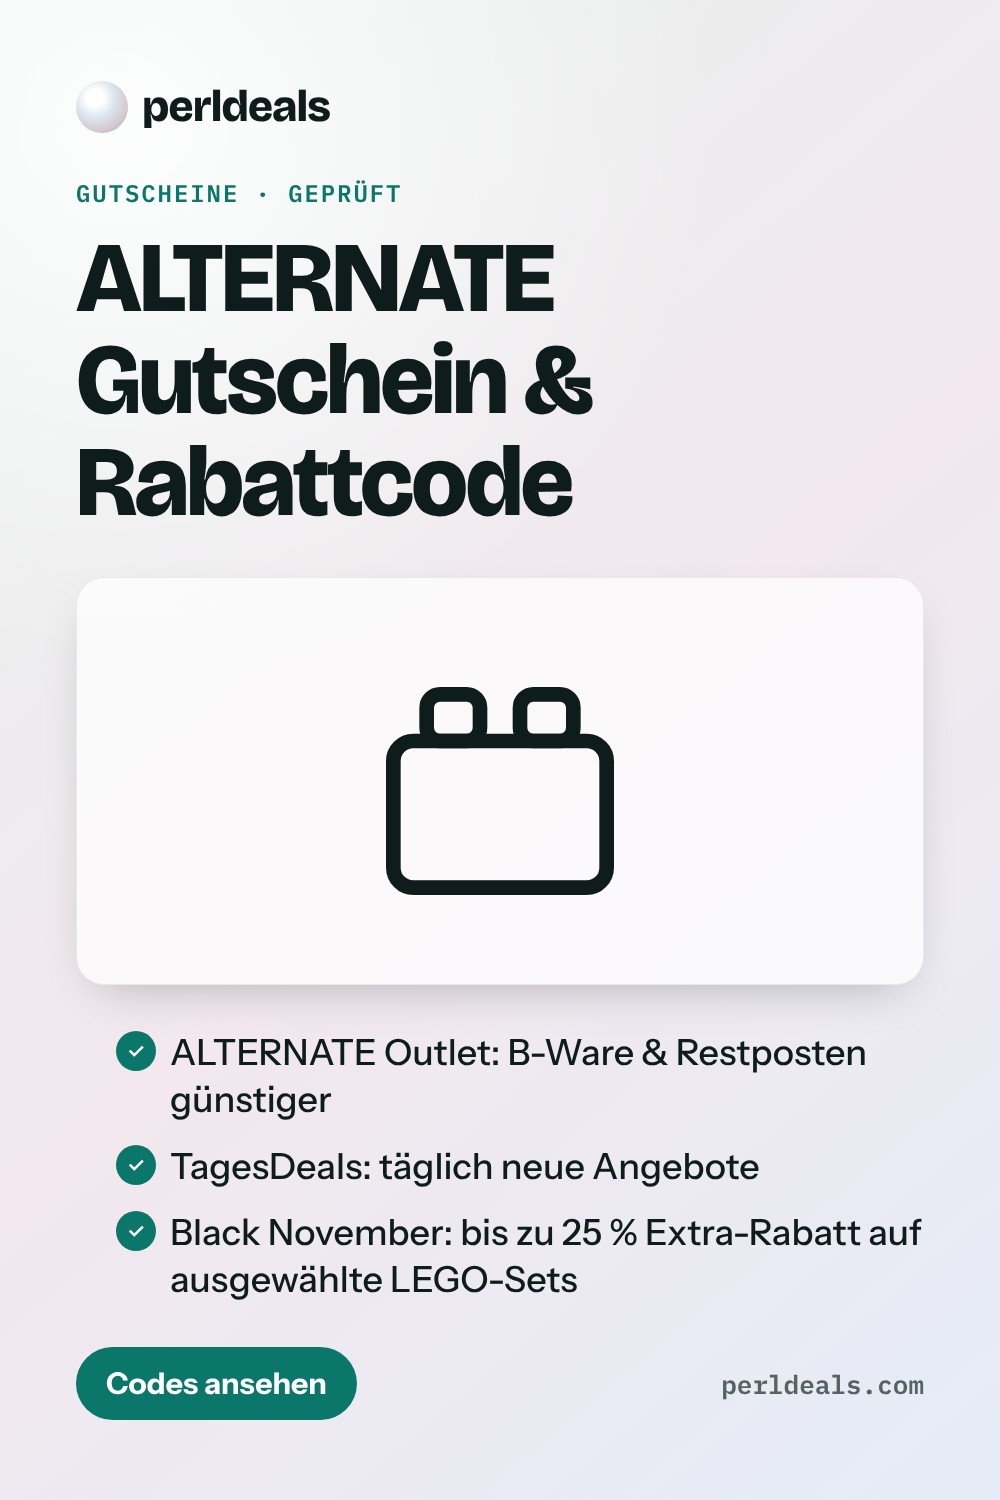 perldeals
GUTSCHEINE · GEPRÜFT
ALTERNATE
Gutschein &
Rabattcode
ALTERNATE Outlet: B-Ware & Restposten
günstiger
TagesDeals: täglich neue Angebote
Black November: bis zu 25 % Extra-Rabatt auf
ausgewählte LEGO-Sets
Codes ansehen
perldeals.com